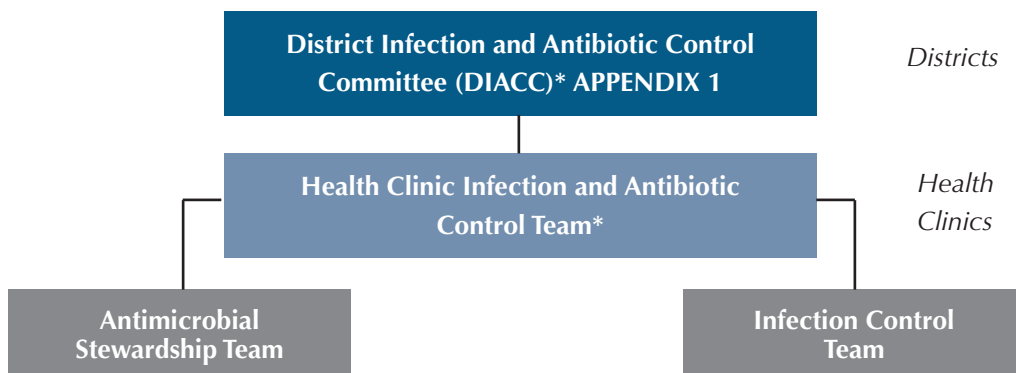 District Infection and Antibiotic Control
Committee (DIACC)* APPENDIX 1
Districts
Health Clinic Infection and Antibiotic
Control Team*
Health
Clinics
Antimicrobial
Stewardship Team
Infection Control
Team